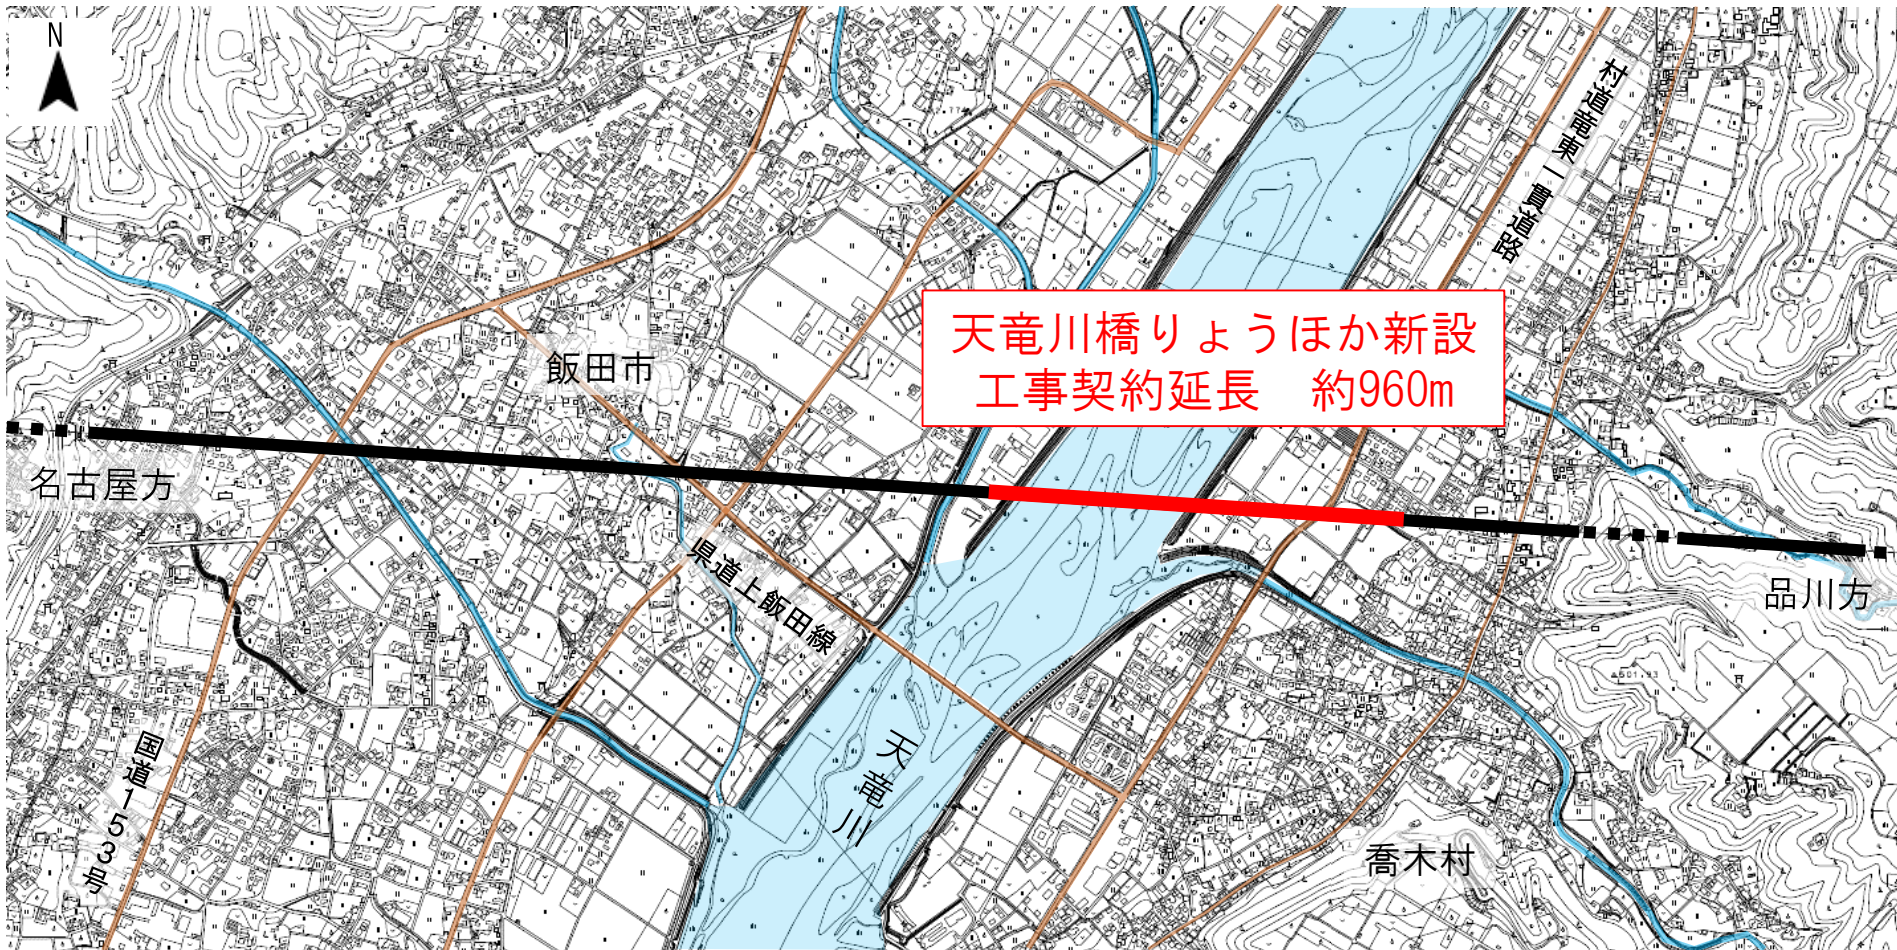 N
村道竜東一貫道路
天竜川橋りょうほか新設
工事契約延長　約960m
飯田市
名古屋方
県道上飯田線
品川方
国道153号
天竜川
喬木村